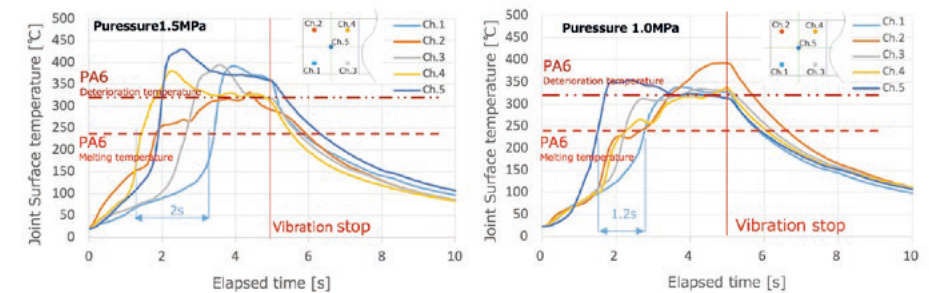 Puressure1.5MPa
Joint Surface temperature [℃]
500
450
400
350
300
250
200
150
100
50
0
PA6
Deterioration temperature
PA6
Melting temperature
Ch.2
Ch.4
Ch.5
Ch.1
Ch.3
Ch.1
Ch.2
Ch.3
Ch.4
Ch.5
2s
Vibration stop
0 2 4 6 8 10
Elapsed time [s]
Puressure 1.0MPa
Joint Surface temperature [℃]
500
450
400
350
300
250
200
150
100
50
0
PA6
Deterioration temperature
PA6
Melting temperature
Ch.2
Ch.4
Ch.5
Ch.1
Ch.3
Ch.1
Ch.2
Ch.3
Ch.4
Ch.5
1.2s
Vibration stop
0 2 4 6 8 10
Elapsed time [s]